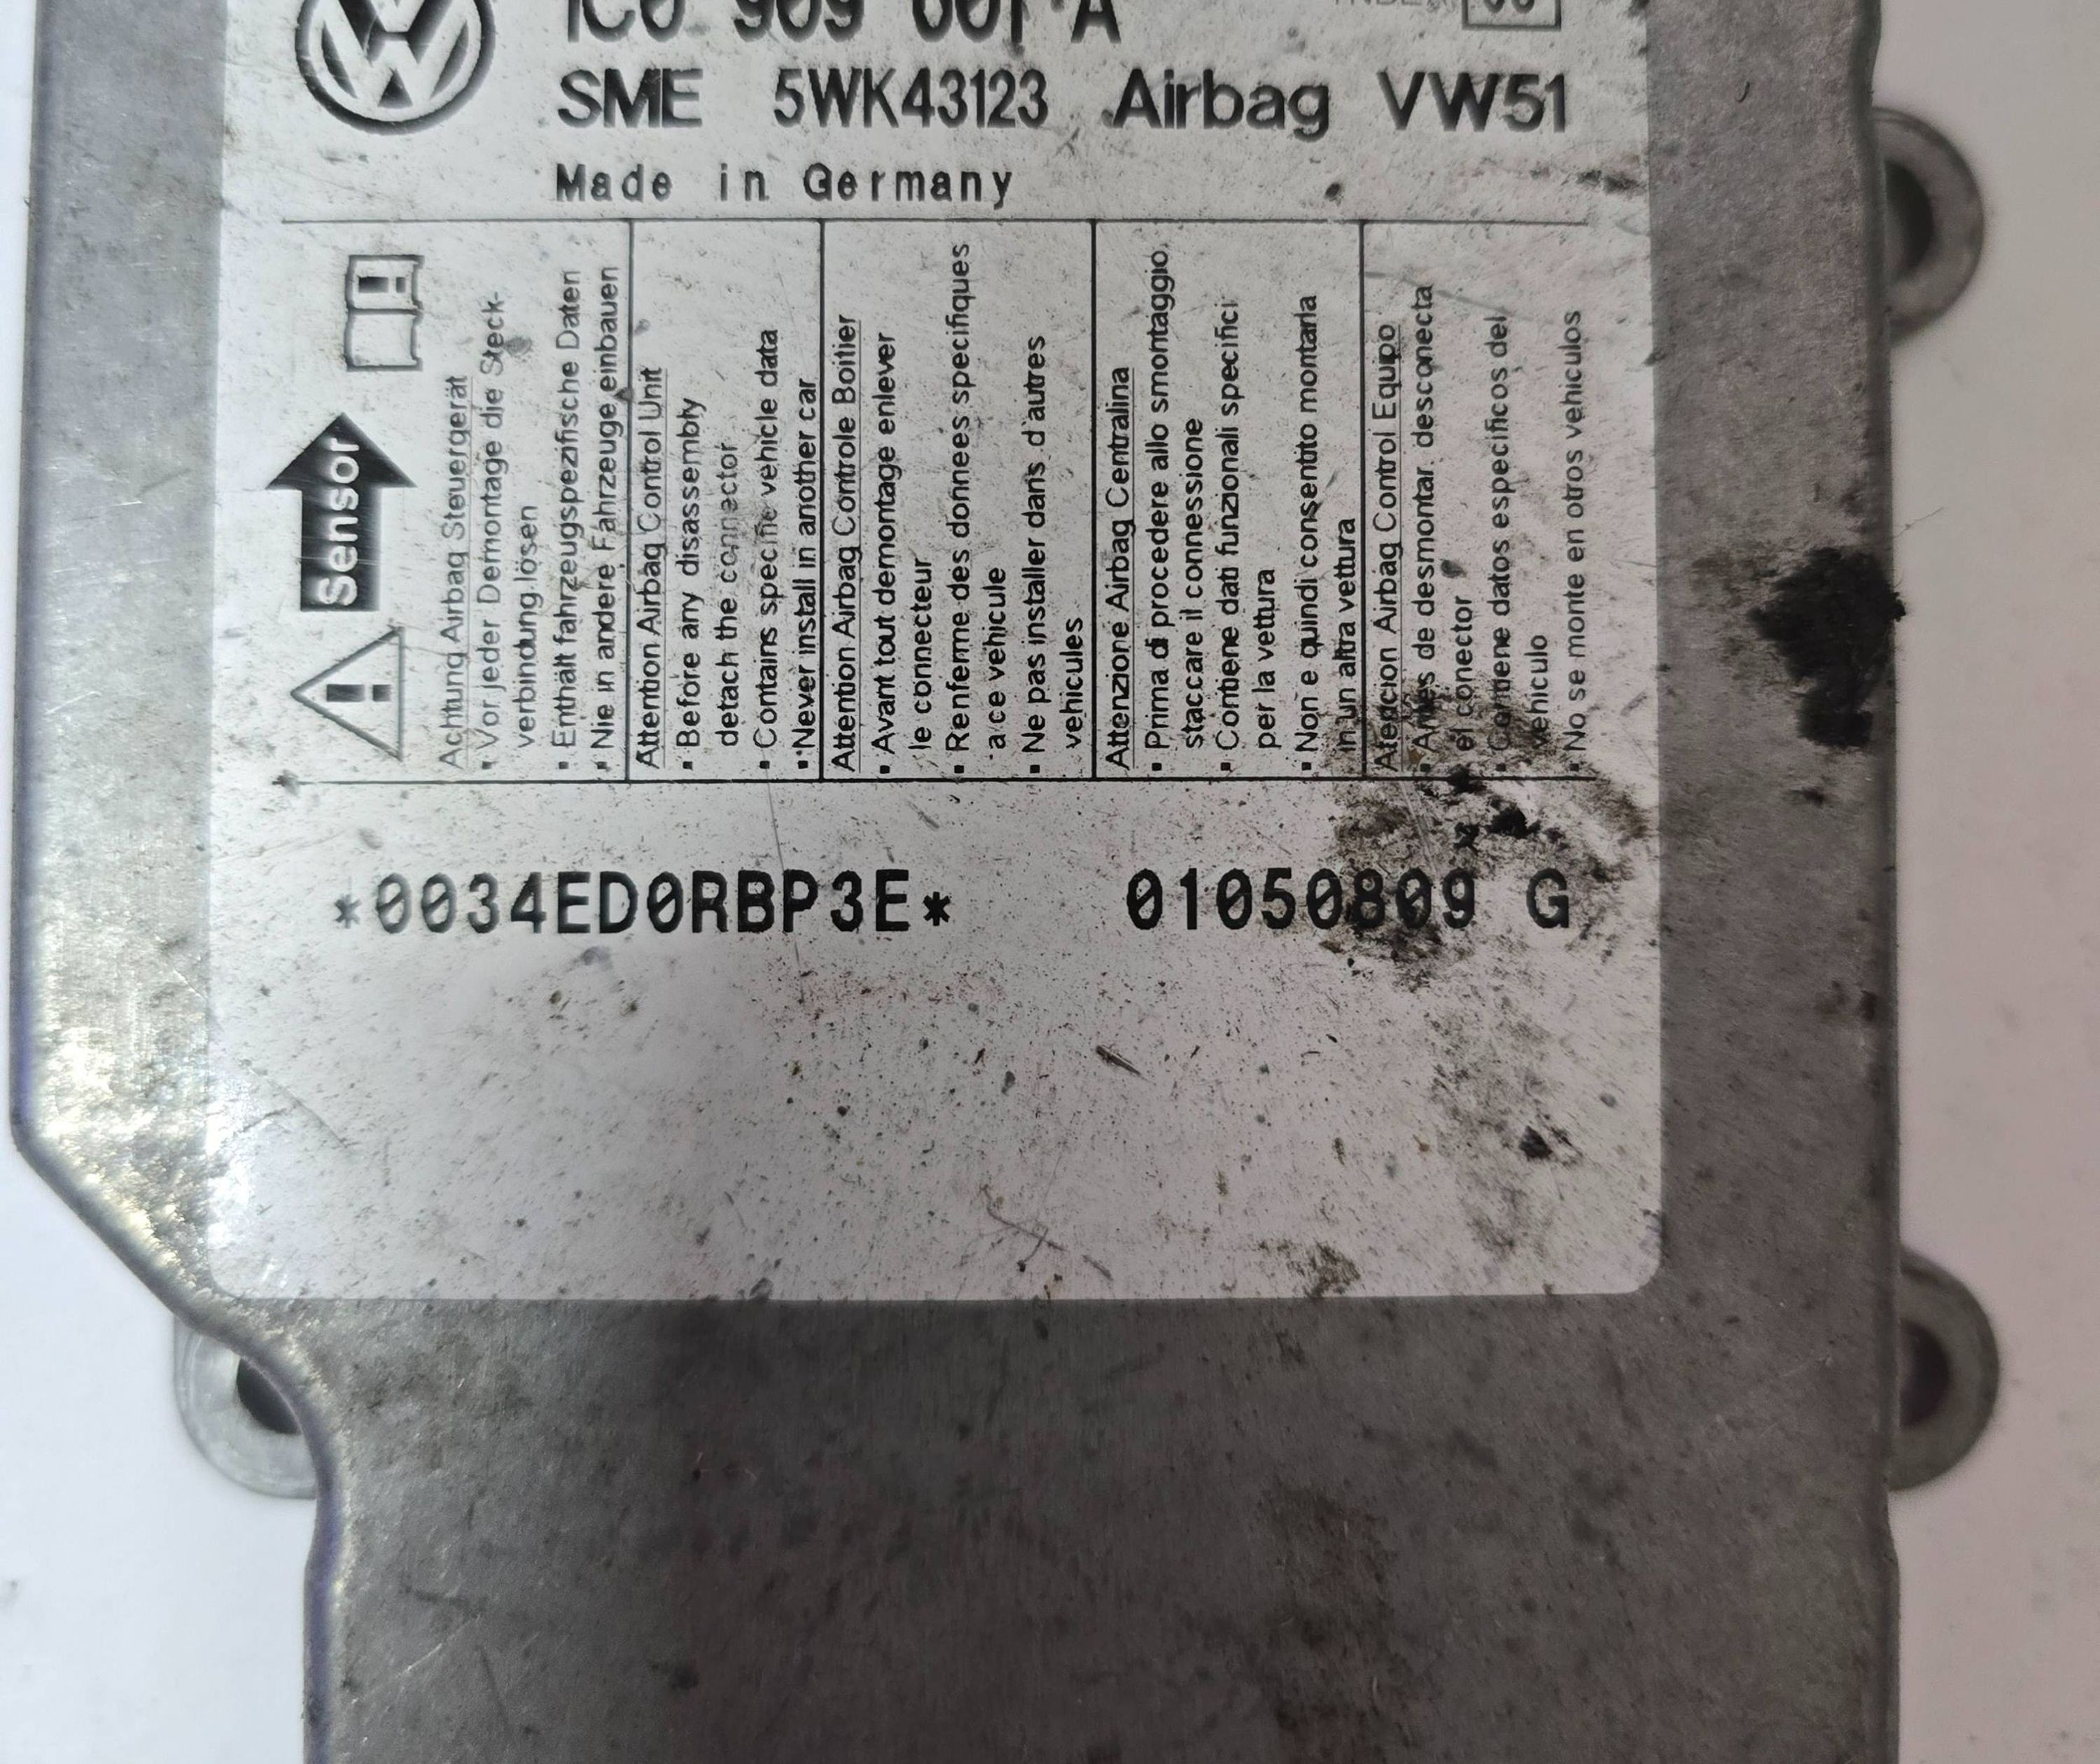 1C0 909 001 A
SME 5WK43123 Airbag VW51
Made in Germany
Sensor
Achtung Airbag Steuergerät
• Vor jeder Demontage die Steck-
verbindung lösen
• Enthält fahrzeugspezifische Daten
• Nie in andere Fahrzeuge einbauen
Attention Airbag Control Unit
• Before any disassembly
detach the connector
• Contains specific vehicle data
• Never install in another car
Attention Airbag Controle Boitier
• Avant tout demontage enlever
le connecteur
• Renferme des donnees specifiques
a ce vehicule
• Ne pas installer dans d'autres
vehicules
Attenzione Airbag Centralina
• Prima di procedere allo smontaggio,
staccare il connessione
• Contiene dati funzionali specifici
per la vettura
• Non e quindi consentito montarla
in un altra vettura
Atencion Airbag Control Equipo
• Antes de desmontar desconecta
el conector
• Contiene datos especificos del
vehiculo
• No se monte en otros vehiculos
*0034ED0RBP3E* 01050809 G